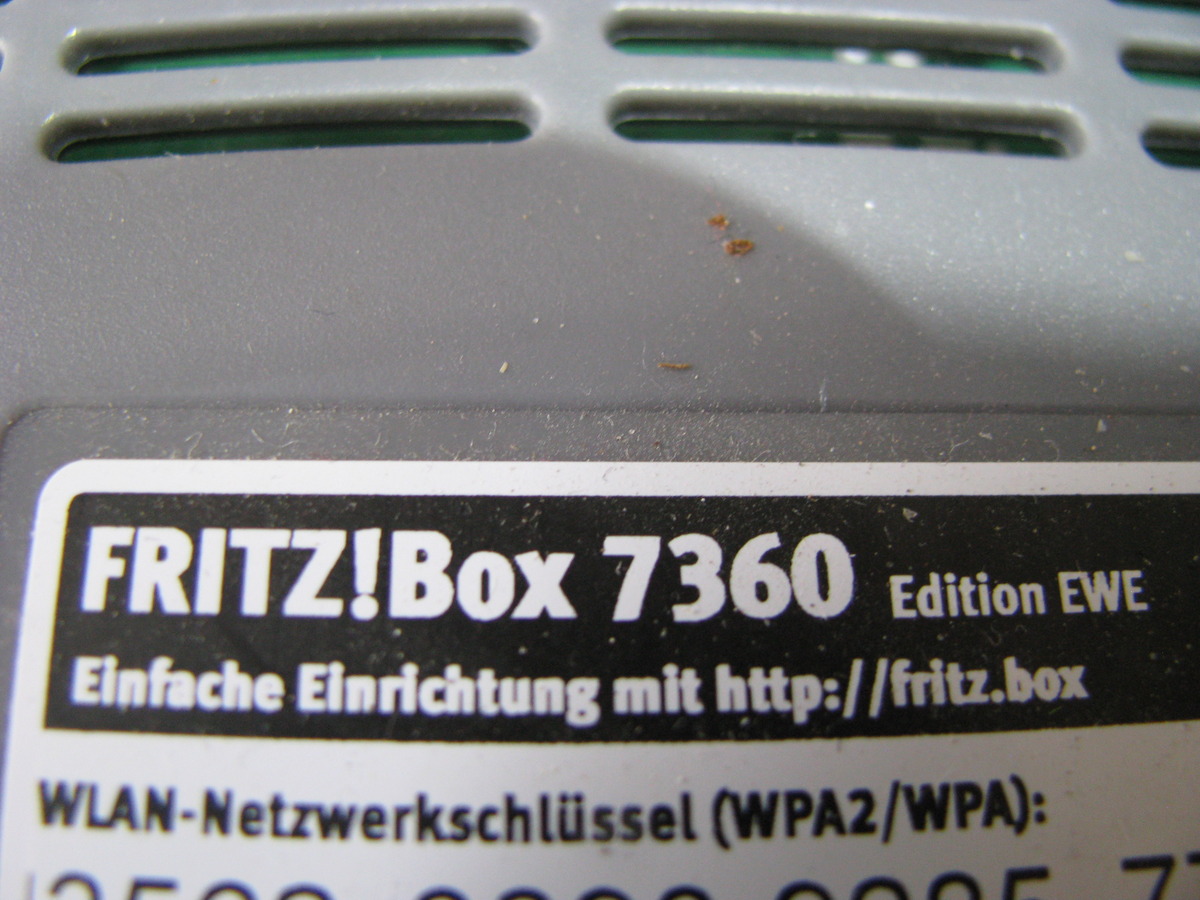 FRITZ!Box 7360 Edition EWE
Einfache Einrichtung mit http://fritz.box
WLAN-Netzwerkschlüssel (WPA2/WPA):